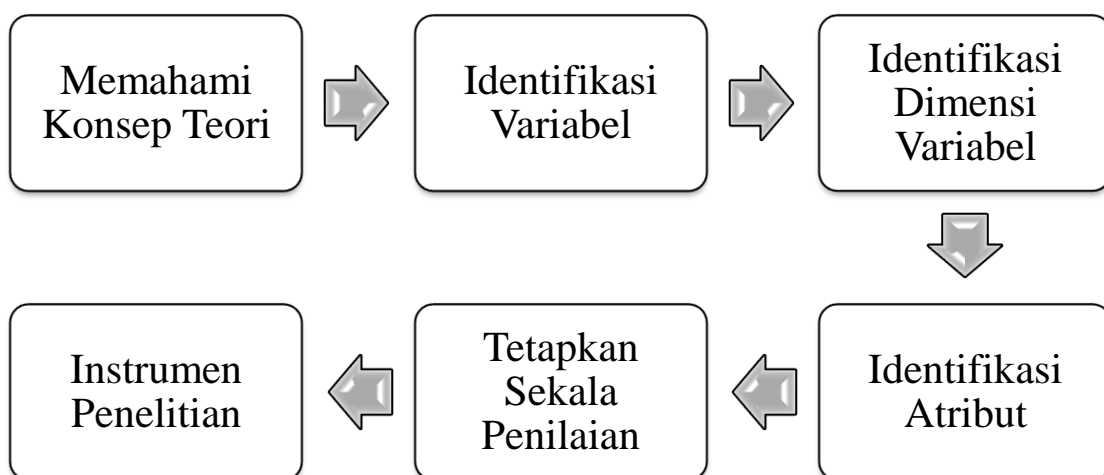 Memahami
Konsep Teori
Identifikasi
Variabel
Identifikasi
Dimensi
Variabel
Identifikasi
Atribut
Tetapkan
Sekala
Penilaian
Instrumen
Penelitian